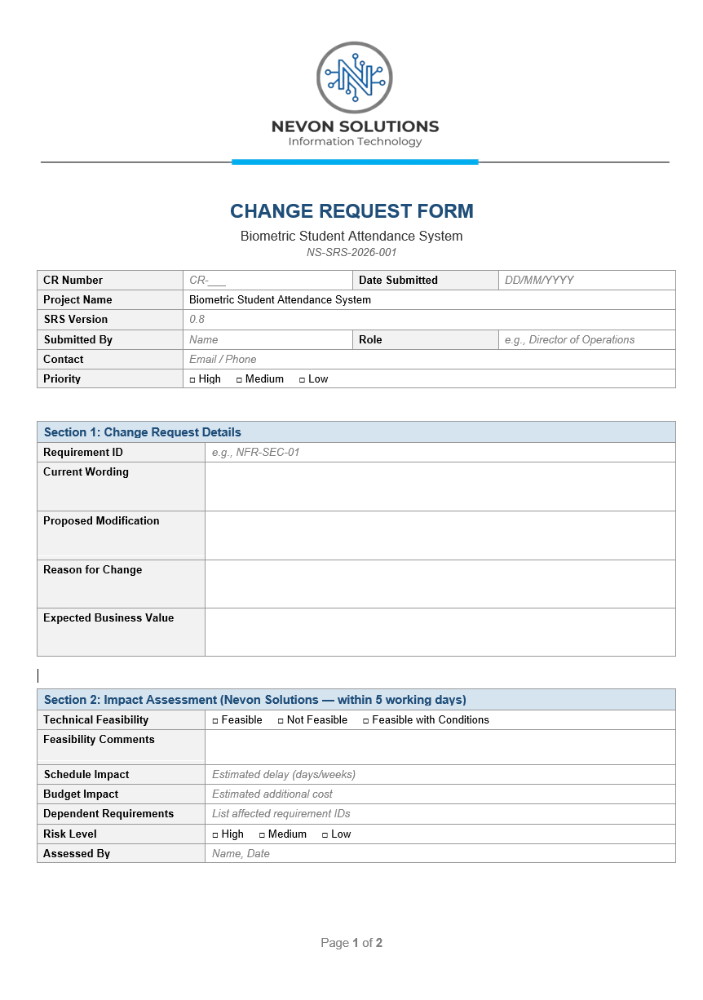 NEVON SOLUTIONS
Information Technology
CHANGE REQUEST FORM
Biometric Student Attendance System
NS-SRS-2026-001
CR Number CR-___ Date Submitted DD/MM/YYYY
Project Name Biometric Student Attendance System
SRS Version 0.8
Submitted By Name Role e.g., Director of Operations
Contact Email / Phone
Priority □ High □ Medium □ Low
Section 1: Change Request Details
Requirement ID e.g., NFR-SEC-01
Current Wording
Proposed Modification
Reason for Change
Expected Business Value
Section 2: Impact Assessment (Nevon Solutions — within 5 working days)
Technical Feasibility □ Feasible □ Not Feasible □ Feasible with Conditions
Feasibility Comments
Schedule Impact Estimated delay (days/weeks)
Budget Impact Estimated additional cost
Dependent Requirements List affected requirement IDs
Risk Level □ High □ Medium □ Low
Assessed By Name, Date
Page 1 of 2